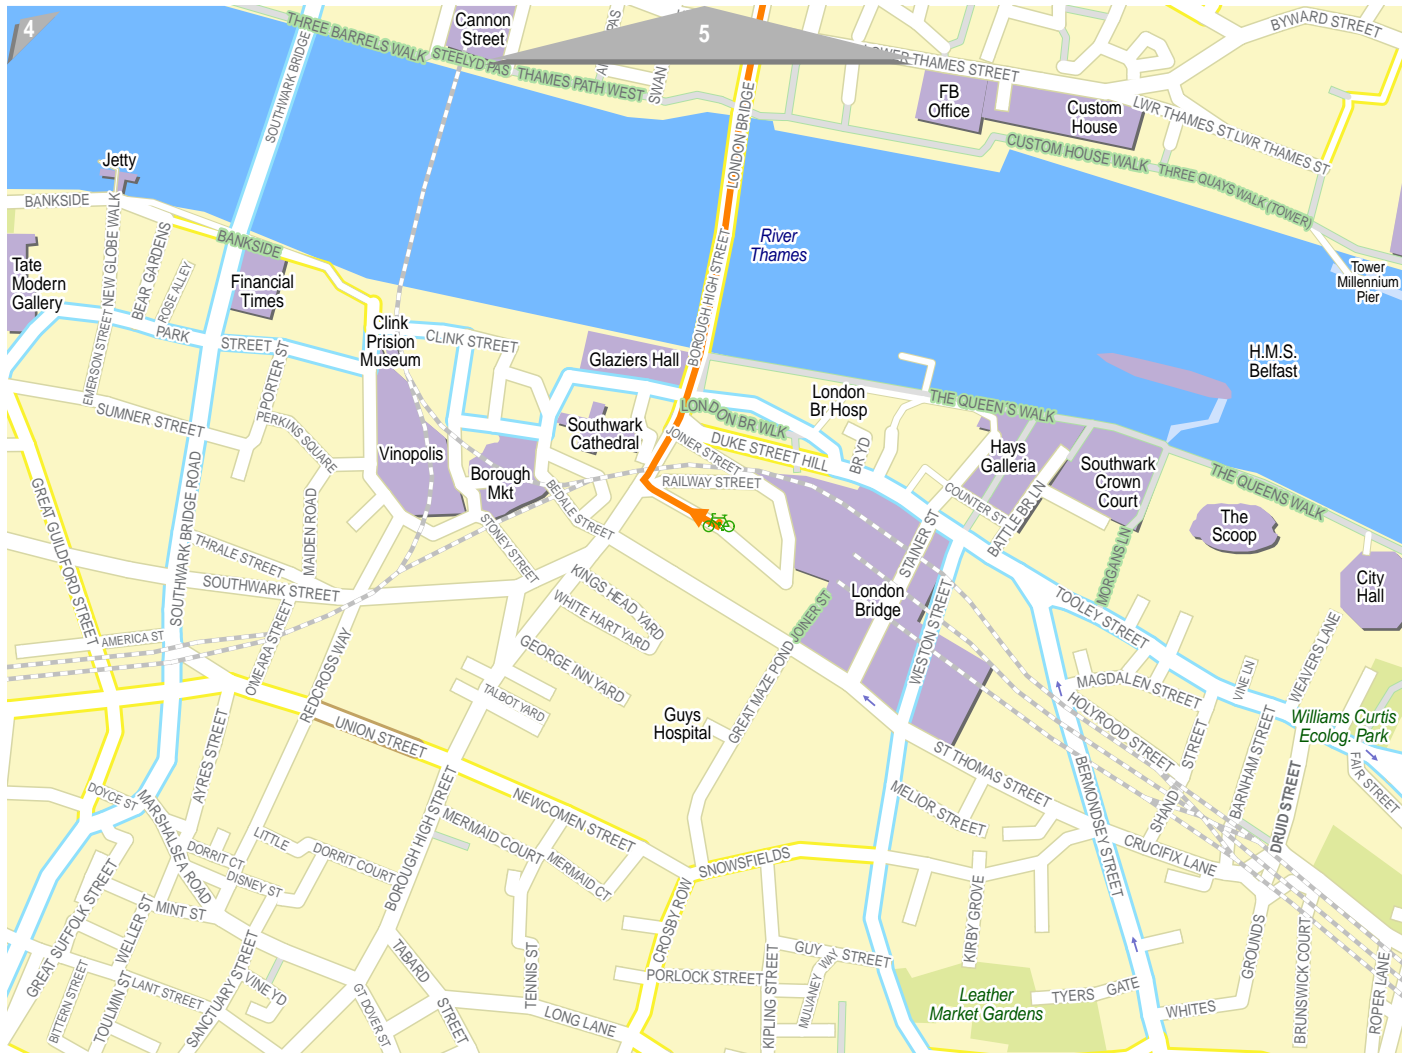 4
5
Cannon
Street
THREE BARRELS WALK
STEELYD PAS
THAMES PATH WEST
SWAN
PAS
LOWER THAMES STREET
BYWARD STREET
FB
Office
Custom
House
LWR THAMES ST
LWR THAMES ST
CUSTOM HOUSE WALK
THREE QUAYS WALK (TOWER)
SOUTHWARK BRIDGE
LONDON BRIDGE
Jetty
BANKSIDE
BANKSIDE
River
Thames
Tower
Millennium
Pier
Tate
Modern
Gallery
EMERSON STREET
NEW GLOBE WALK
BEAR GARDENS
ROSE ALLEY
Financial
Times
PARK
STREET
PORTER ST
Clink
Prision
Museum
CLINK STREET
Glaziers Hall
BOROUGH HIGH STREET
H.M.S.
Belfast
London
Br Hosp
THE QUEEN'S WALK
LONDON BR WLK
SUMNER STREET
PERKINS SQUARE
Vinopolis
Borough
Mkt
Southwark
Cathedral
JOINER STREET
DUKE STREET HILL
BR YD
Hays
Galleria
Southwark
Crown
Court
THE QUEENS WALK
RAILWAY STREET
COUNTER ST
BATTLE BR LN
The
Scoop
GREAT GUILDFORD STREET
SOUTHWARK BRIDGE ROAD
MAIDEN ROAD
THRALE STREET
BEDALE STREET
STONEY STREET
STAINER ST
MORGANS LN
City
Hall
SOUTHWARK STREET
KINGS HEAD YARD
WHITE HART YARD
London
Bridge
JOINER ST
WESTON STREET
TOOLEY STREET
AMERICA ST
OMEARA STREET
REDCROSS WAY
GEORGE INN YARD
TALBOT YARD
GREAT MAZE POND
Guys
Hospital
MAGDALEN STREET
VINE LN
WEAVERS LANE
Williams Curtis
Ecolog. Park
HOLYROOD STREET
UNION STREET
AYRES STREET
ST THOMAS STREET
SHAND
STREET
BARNHAM STREET
DRUID STREET
FAIR STREET
BERMONDSEY STREET
DOYCE ST
MARSHALSEA ROAD
NEWCOMEN STREET
MELIOR STREET
LITTLE
DORRIT COURT
DORRIT CT
DISNEY ST
BOROUGH HIGH STREET
MERMAID COURT
MERMAID CT
SNOWSFIELDS
CRUCIFIX LANE
MINT ST
GREAT SUFFOLK STREET
WELLER ST
CROSBY ROW
KIRBY GROVE
GUY
STREET
TABARD
STREET
TENNIS ST
PORLOCK STREET
KIPLING STREET
MULVANEY
WAY
VINE YD
LANT STREET
SANCTUARY STREET
TOULMIN ST
BITTERN STREET
GT DOVER ST
LONG LANE
Leather
Market Gardens
TYERS
GATE
WHITES
GROUNDS
BRUNSWICK COURT
ROPER LANE